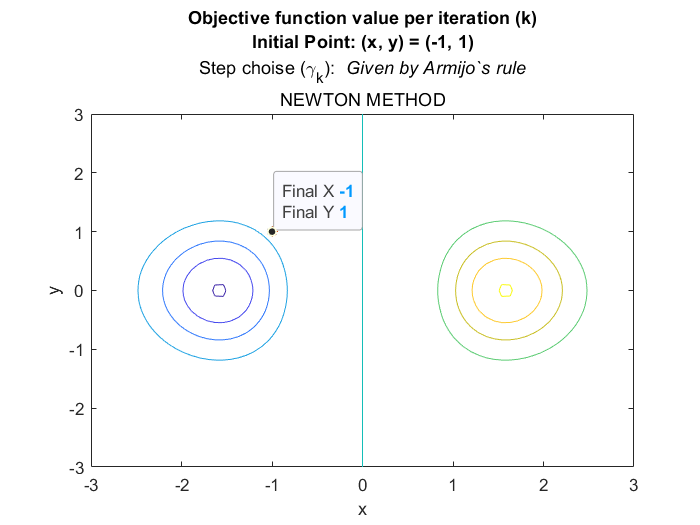 Objective function value per iteration (k)
Initial Point: (x, y) = (-1, 1)
Step choise (γk): Given by Armijo`s rule
NEWTON METHOD
3
2
1
0
-1
-2
-3
y
Final X -1
Final Y 1
-3 -2 -1 0 1 2 3
x